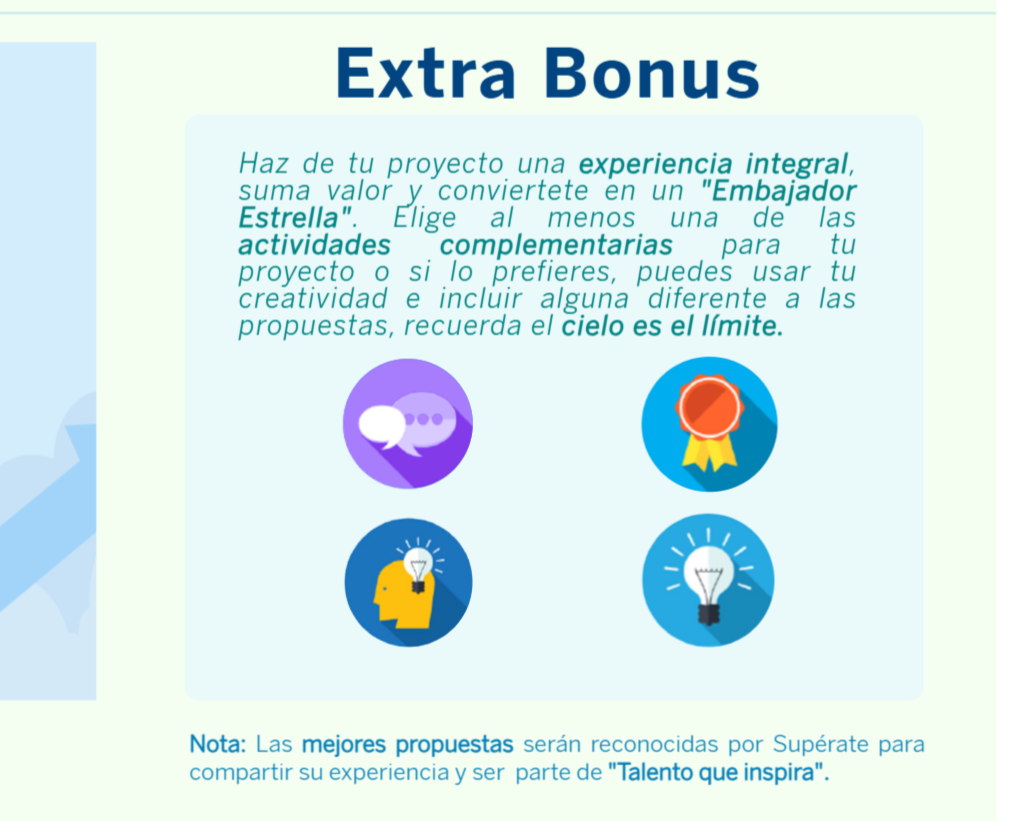 Extra Bonus
Haz de tu proyecto una experiencia integral,
suma valor y conviertete en un "Embajador
Estrella". Elige al menos una de las
actividades complementarias para tu
proyecto o si lo prefieres, puedes usar tu
creatividad e incluir alguna diferente a las
propuestas, recuerda el cielo es el límite.
Nota: Las mejores propuestas serán reconocidas por Supérate para
compartir su experiencia y ser parte de "Talento que inspira".